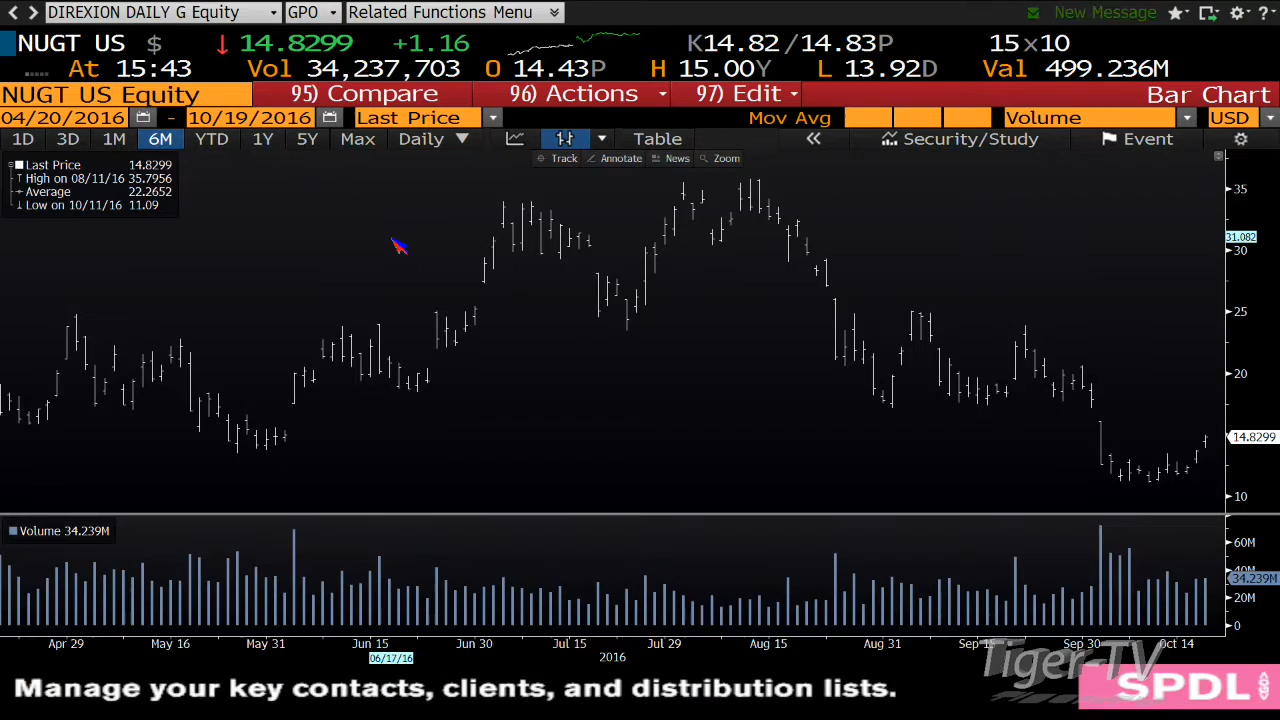 DIREXION DAILY G Equity GPO Related Functions Menu New Message ?
NUGT US $ 14.8299 +1.16 K14.82 /14.83P 15x10
At 15:43 Vol 34,237,703 O 14.43P H 15.00Y L 13.92D Val 499.236M
NUGT US Equity 95) Compare 96) Actions 97) Edit Bar Chart
04/20/2016 - 10/19/2016 Last Price Mov Avg Volume USD
1D 3D 1M 6M YTD 1Y 5Y Max Daily Table « Security/Study Event
Track Annotate News Zoom
Last Price 14.8299
High on 08/11/16 35.7956
Average 22.2652
Low on 10/11/16 11.09
35
31.082
30
25
20
14.8299
10
Volume 34.239M
60M
40M
34.239M
20M
0
Apr 29 May 16 May 31 Jun 15 Jun 30 Jul 15 Jul 29 Aug 15 Aug 31 Sep 15 Sep 30 Oct 14
06/17/16 2016
Tiger-TV
Manage your key contacts, clients, and distribution lists. SPDL